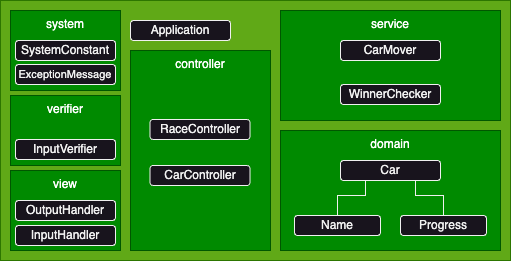 system
SystemConstant
ExceptionMessage
verifier
InputVerifier
view
OutputHandler
InputHandler
Application
controller
RaceController
CarController
service
CarMover
WinnerChecker
domain
Car
Name
Progress